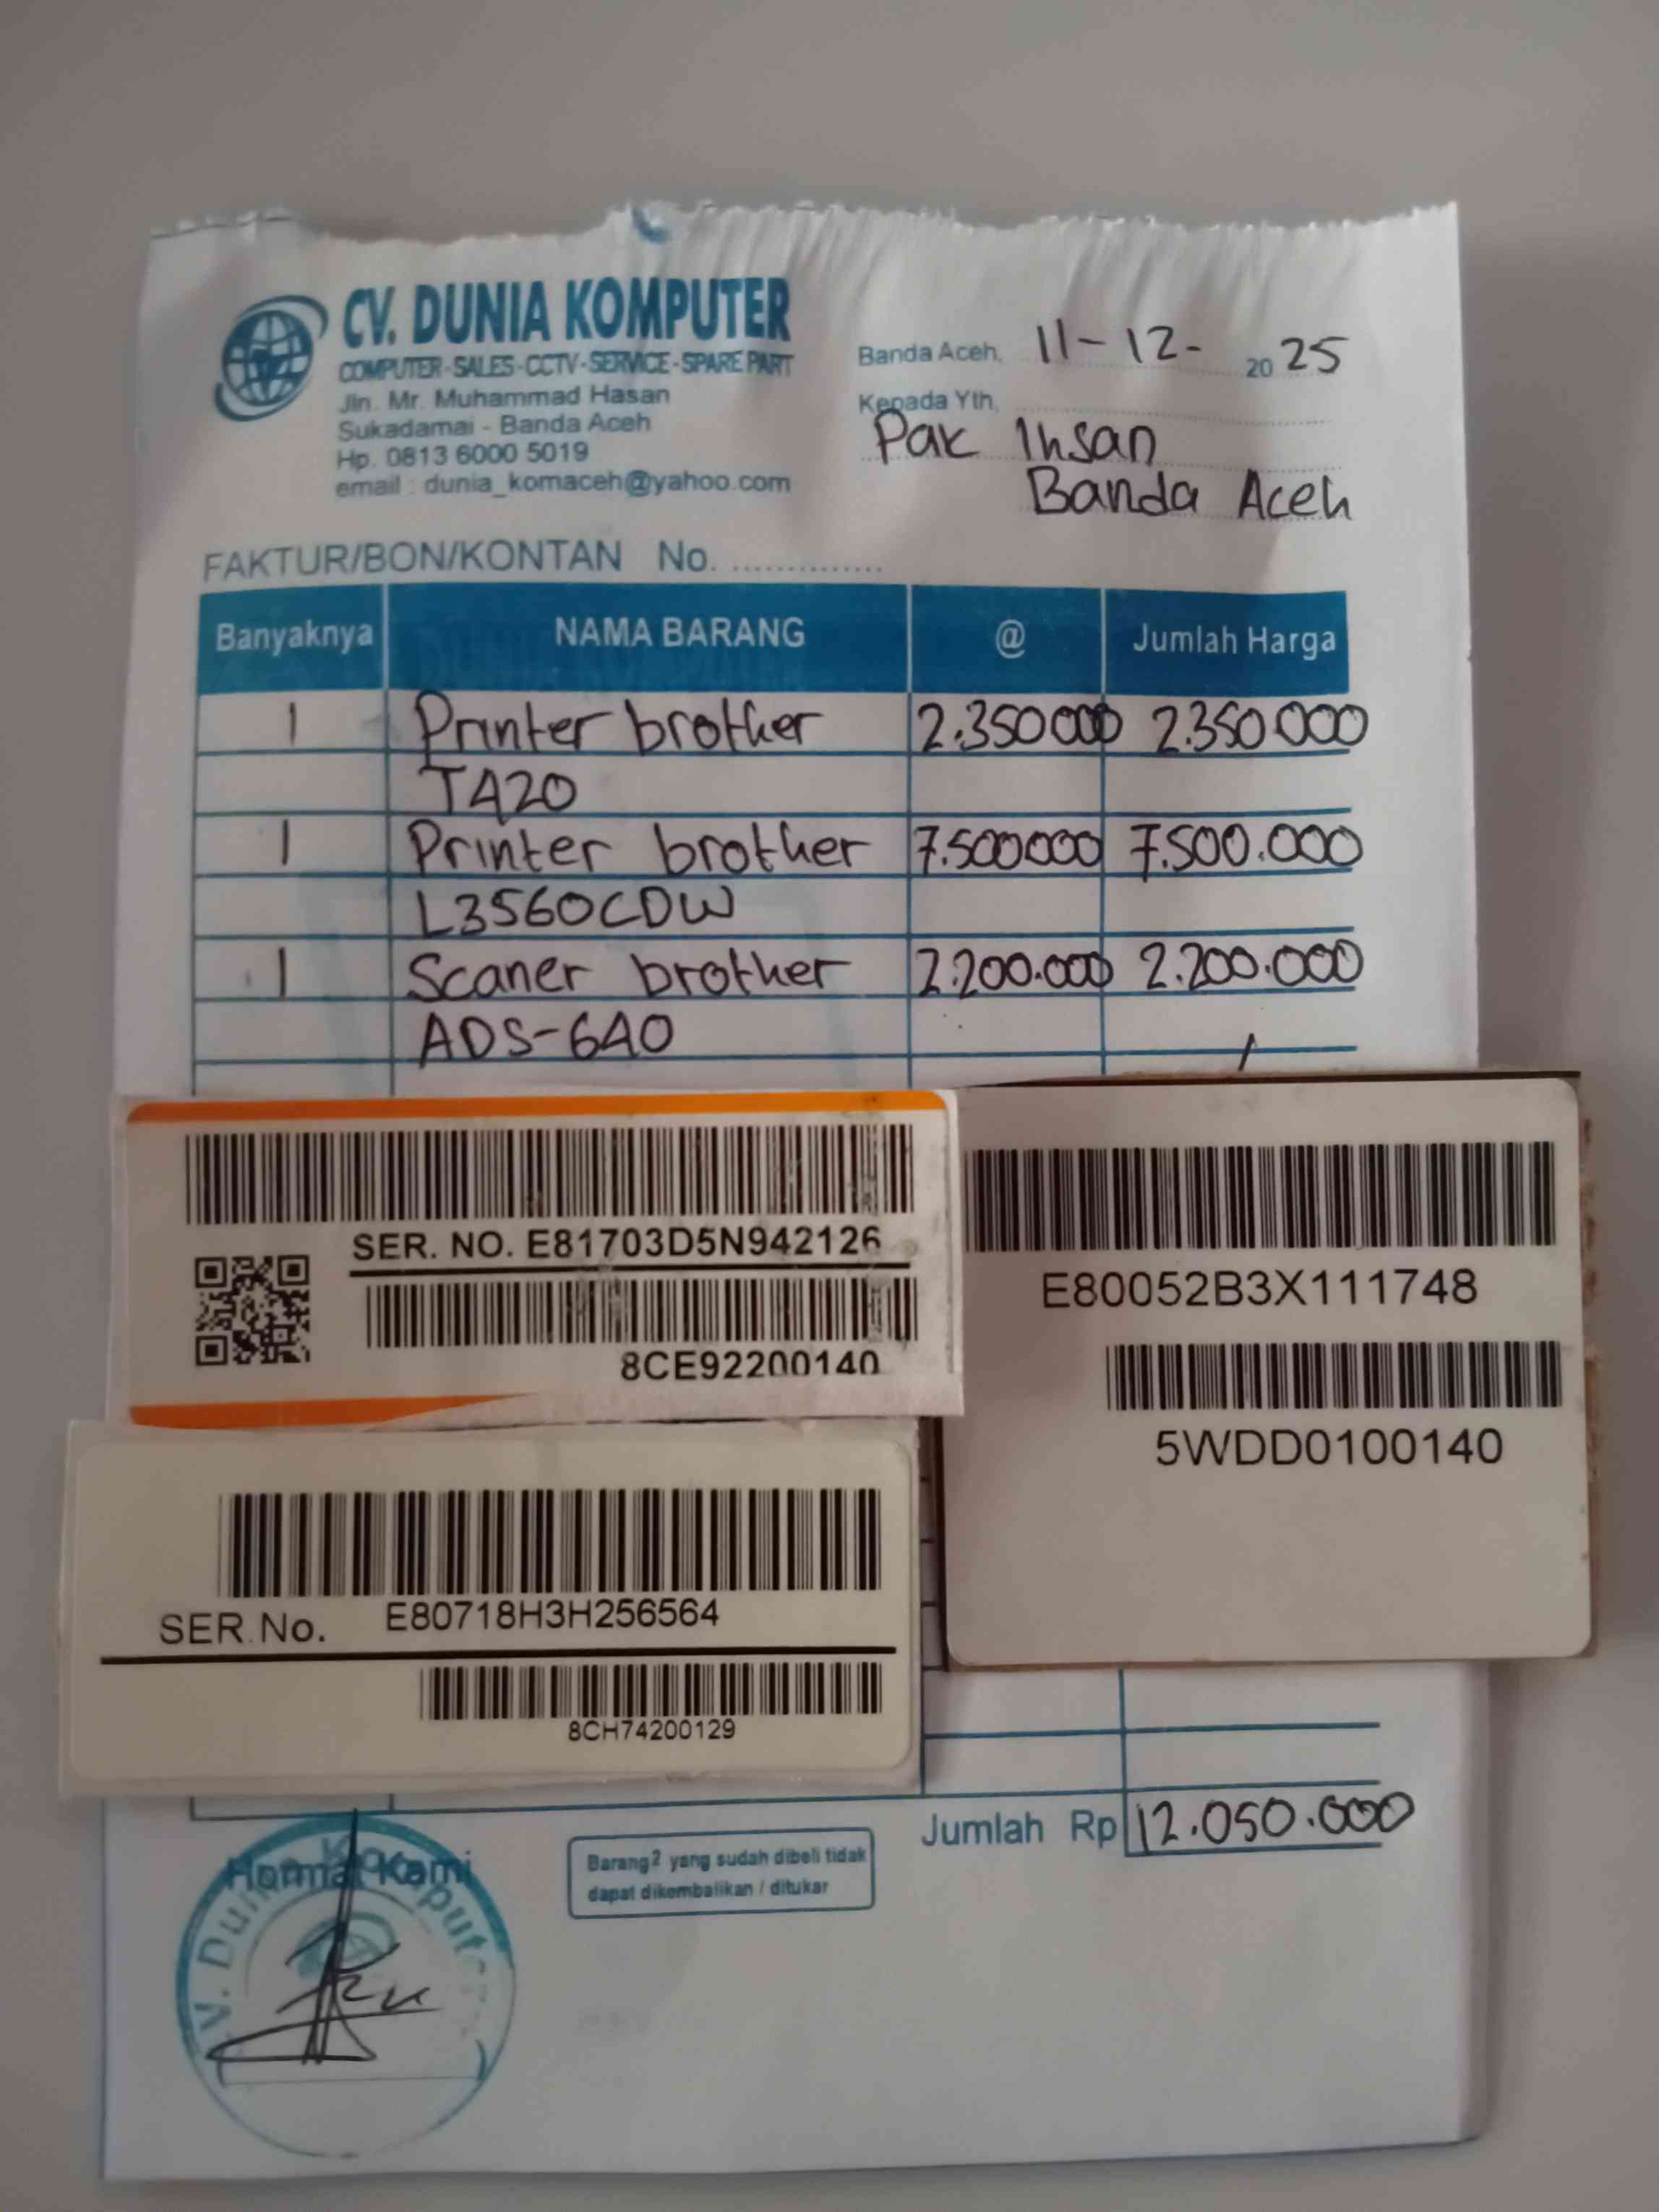 CV. DUNIA KOMPUTER
COMPUTER-SALES-CCTV-SERVICE-SPARE PART
Jln. Mr. Muhammad Hasan
Sukadamai - Banda Aceh
Hp. 0813 6000 5019
email : dunia_komaceh@yahoo.com
Banda Aceh, 11-12- 2025
Kepada Yth,
Pak Ihsan
Banda Aceh
FAKTUR/BON/KONTAN No. ...............
Banyaknya NAMA BARANG @ Jumlah Harga
1 Printer brother 2.350000 2.350.000
T420
1 Printer brother 7.500000 7.500.000
L3560CDW
1 Scaner brother 2.200.000 2.200.000
ADS-640
SER. NO. E81703D5N942126
8CE92200140
E80052B3X111748
5WDD0100140
SER.No. E80718H3H256564
8CH74200129
Jumlah Rp 12.050.000
Hormat Kami
Barang2 yang sudah dibeli tidak
dapat dikembalikan / ditukar
V. Dunia Komputer